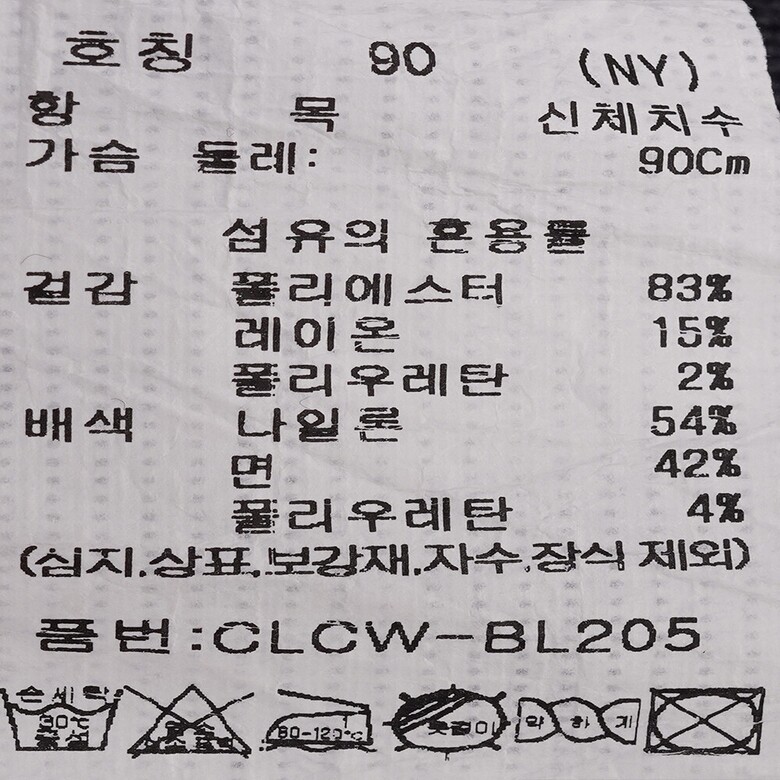 호칭 90 (NY)
항 목 신체치수
가슴 둘레: 90Cm
섬유의 혼용률
겉감 폴리에스터 83%
레이온 15%
폴리우레탄 2%
배색 나일론 54%
면 42%
폴리우레탄 4%
(심지.상표.보강재.자수.장식 제외)
품번:CLCW-BL205
손세탁 30℃ 중성 80-120℃ 옷걸이 약하게